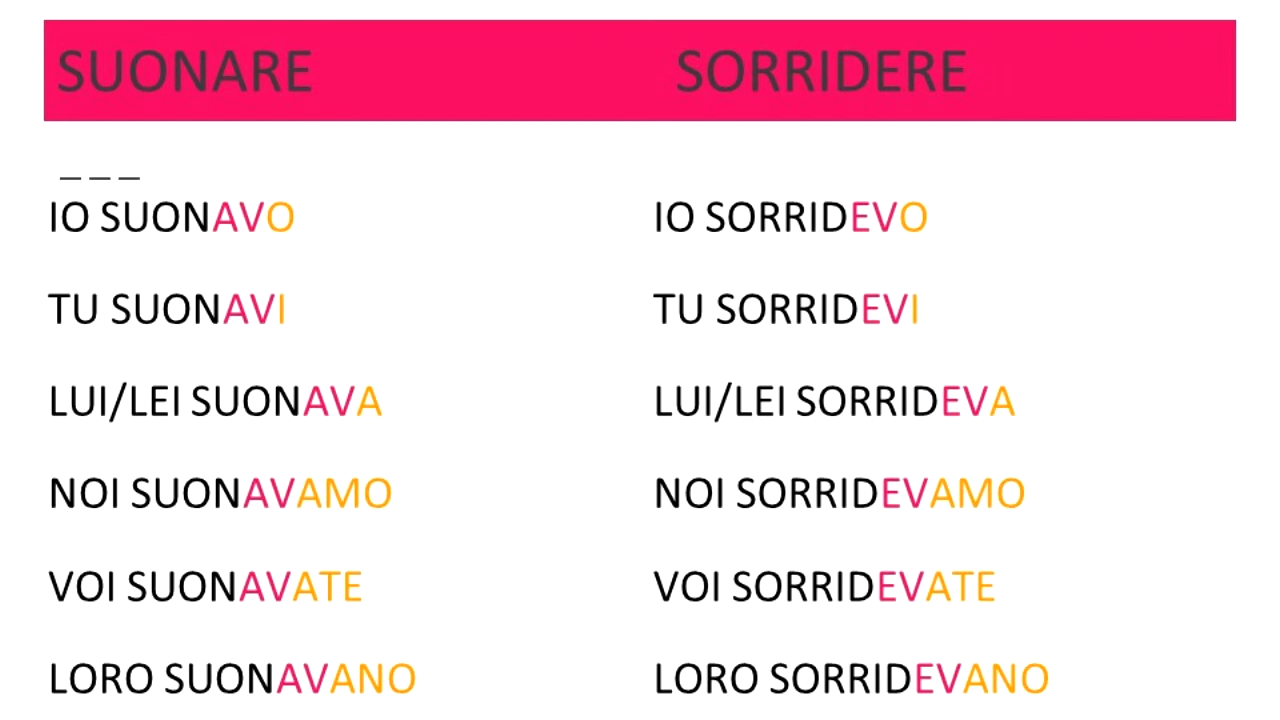 SUONARE SORRIDERE
_ _ _
IO SUONAVO IO SORRIDEVO
TU SUONAVI TU SORRIDEVI
LUI/LEI SUONAVA LUI/LEI SORRIDEVA
NOI SUONAVAMO NOI SORRIDEVAMO
VOI SUONAVATE VOI SORRIDEVATE
LORO SUONAVANO LORO SORRIDEVANO